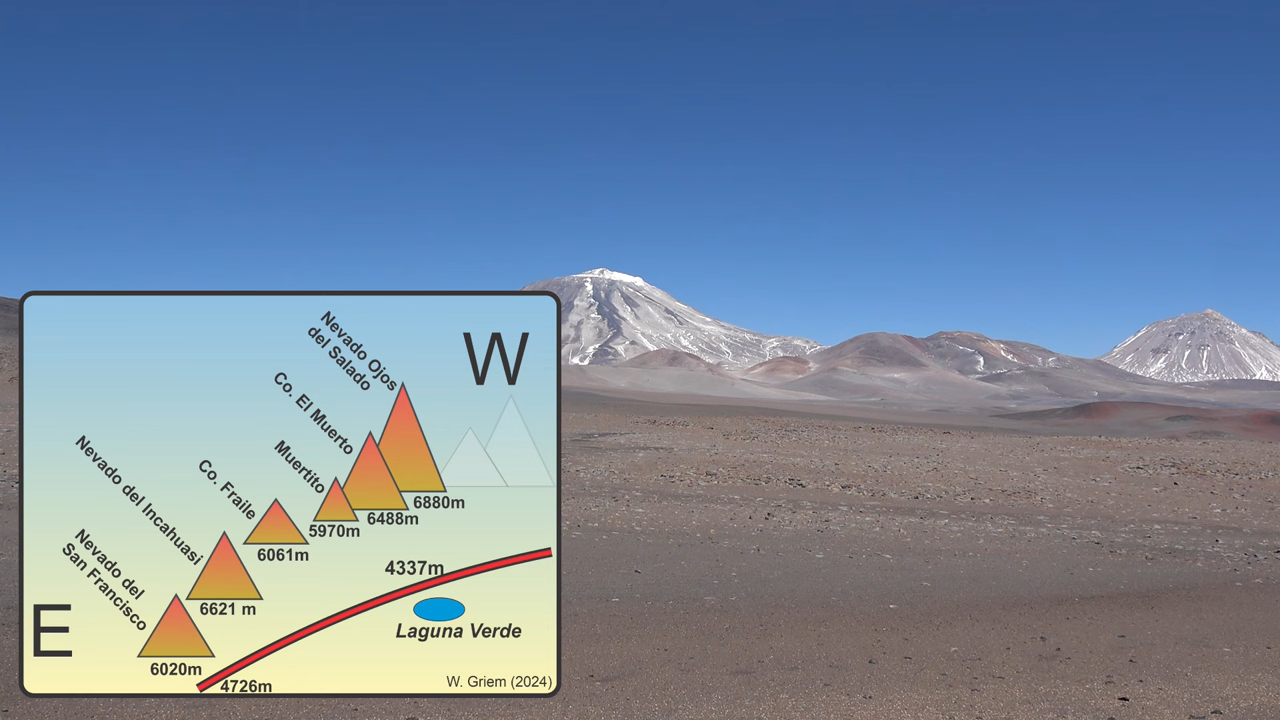 Nevado Ojos
del Salado
W
Co. El Muerto
Nevado del Incahuasi
Muertito
Co. Fraile
6880m
6488m
5970m
6061m
Nevado del
San Francisco
4337m
6621 m
E
Laguna Verde
6020m
4726m
W. Griem (2024)